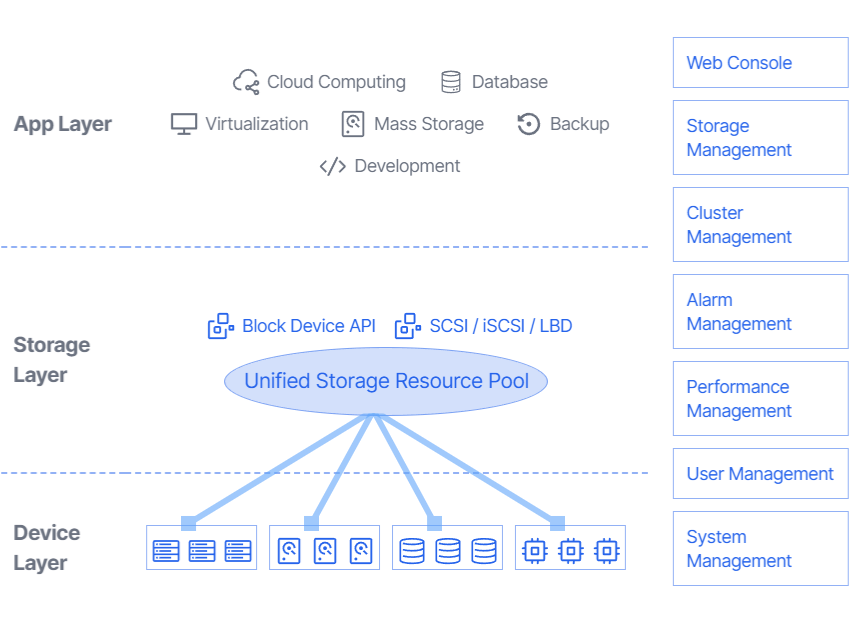 App Layer
Cloud Computing
Database
Virtualization
Mass Storage
Backup
Development
Storage
Layer
Block Device API
SCSI / iSCSI / LBD
Unified Storage Resource Pool
Device
Layer
Web Console
Storage
Management
Cluster
Management
Alarm
Management
Performance
Management
User Management
System
Management